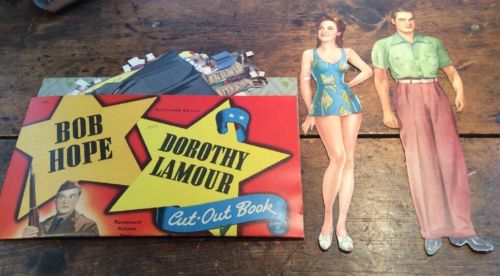 Authorized Edition
BOB
HOPE
DOROTHY
LAMOUR
Cut-Out Book
Paramount
Pictures